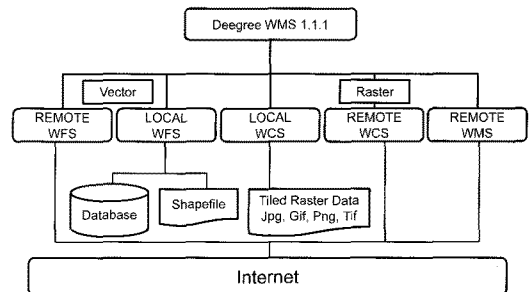 Deegree WMS 1.1.1
Vector
Raster
REMOTE
WFS
LOCAL
WFS
LOCAL
WCS
REMOTE
WCS
REMOTE
WMS
Database
Shapefile
Tiled Raster Data
Jpg, Gif, Png, Tif
Internet